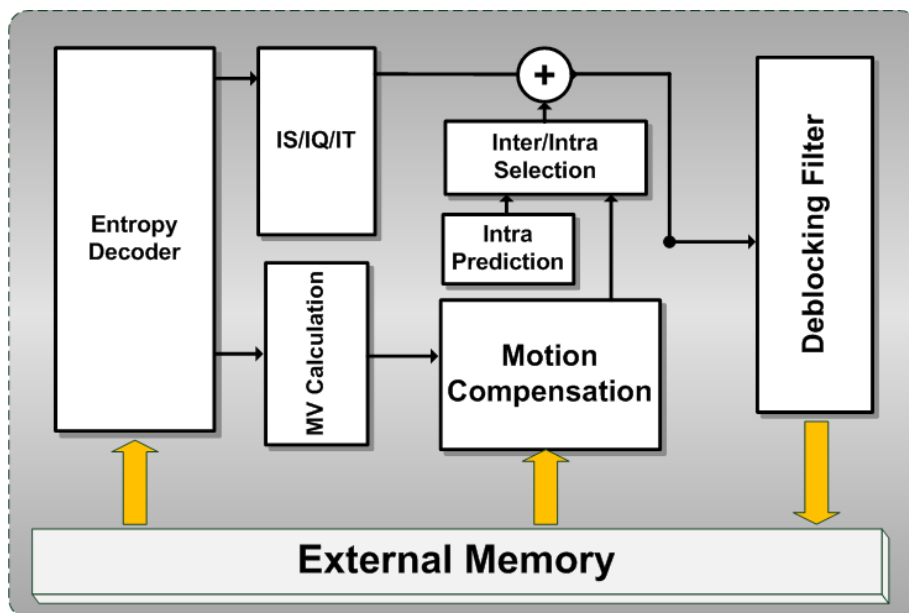 Entropy
Decoder
IS/IQ/IT
+
Inter/Intra
Selection
Intra
Prediction
MV Calculation
Motion
Compensation
Deblocking Filter
External Memory